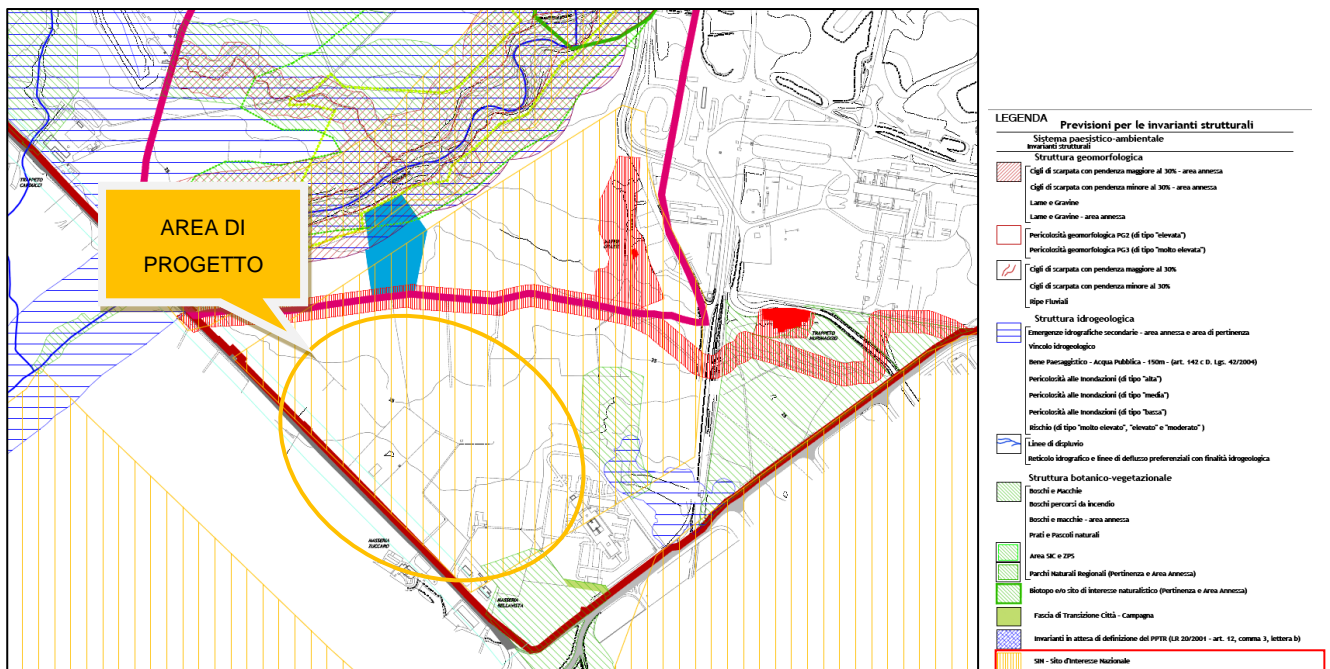 AREA DI
PROGETTO
TRAPPETO
CARDUCCI
MASSERIA
ZUCCARO
MASSERIA
BELLAVISTA
LEGENDA
Previsioni per le invarianti strutturali
Sistema paesistico-ambientale
Invarianti strutturali
Struttura geomorfologica
Cigli di scarpata con pendenza maggiore al 30% - area annessa
Cigli di scarpata con pendenza minore al 30% - area annessa
Lame e Gravine
Lame e Gravine - area annessa
Pericolosità geomorfologica PG2 (di tipo "elevata")
Pericolosità geomorfologica PG3 (di tipo "molto elevata")
Cigli di scarpata con pendenza maggiore al 30%
Cigli di scarpata con pendenza minore al 30%
Ripe Fluviali
Struttura idrogeologica
Emergenze idrografiche secondarie - area annessa e area di pertinenza
Vincolo idrogeologico
Bene Paesaggistico - Acqua Pubblica - 150m - (art. 142 c D. Lgs. 42/2004)
Pericolosità alle Inondazioni (di tipo "alta")
Pericolosità alle Inondazioni (di tipo "media")
Pericolosità alle Inondazioni (di tipo "bassa")
Rischio (di tipo "molto elevato", "elevato" e "moderato" )
Linee di displuvio
Reticolo idrografico e linee di deflusso preferenziali con finalità idrogeologica
Struttura botanico-vegetazionale
Boschi e Macchie
Boschi percorsi da incendio
Boschi e macchie - area annessa
Prati e Pascoli naturali
Area SIC e ZPS
Parchi Naturali Regionali (Pertinenza e Area Annessa)
Biotopo e/o sito di interesse naturalistico (Pertinenza e Area Annessa)
Fascia di Transizione Città - Campagna
Invarianti in attesa di definizione del PPTR (LR 20/2001 - art. 12, comma 3, lettera b)
SIN - Sito d'Interesse Nazionale